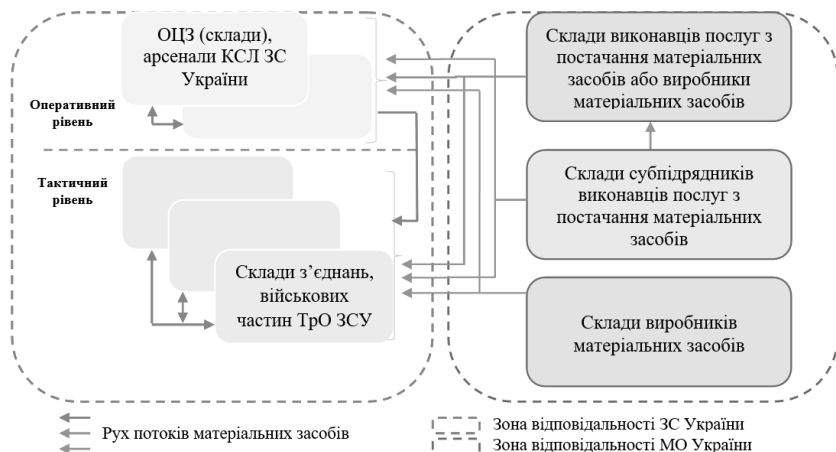 ОЦЗ (склади),
арсенали КСЛ ЗС
України
Оперативний
рівень
Тактичний
рівень
Склади з’єднань,
військових
частин ТрО ЗСУ
Склади виконавців послуг з
постачання матеріальних
засобів або виробники
матеріальних засобів
Склади субпідрядників
виконавців послуг з
постачання матеріальних
засобів
Склади виробників
матеріальних засобів
Рух потоків матеріальних засобів
Зона відповідальності ЗС України
Зона відповідальності МО України